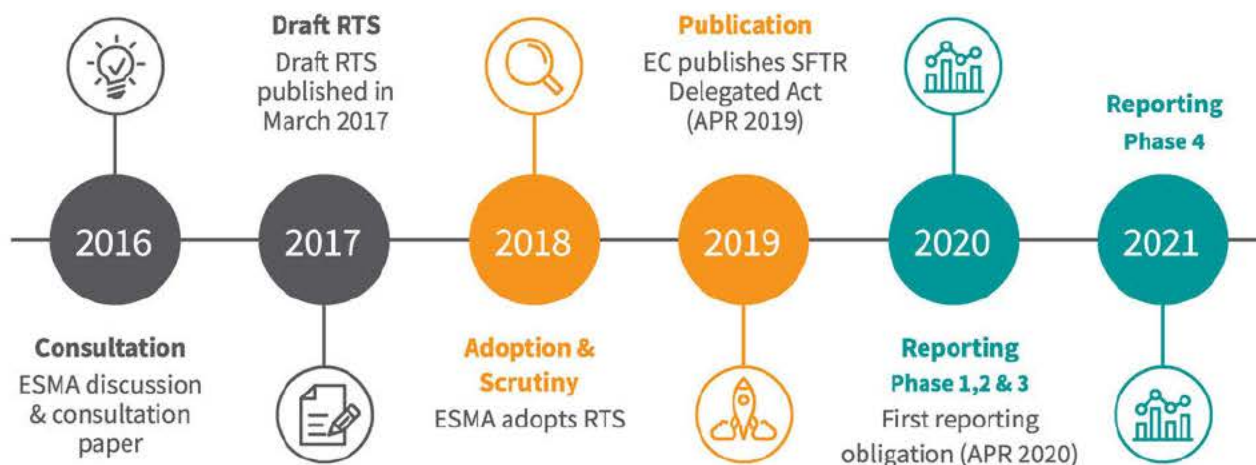 2016
Consultation
ESMA discussion
& consultation
paper
Draft RTS
Draft RTS
published in
March 2017
2017
2018
Adoption &
Scrutiny
ESMA adopts RTS
Publication
EC publishes SFTR
Delegated Act
(APR 2019)
2019
2020
Reporting
Phase 1,2 & 3
First reporting
obligation (APR 2020)
Reporting
Phase 4
2021